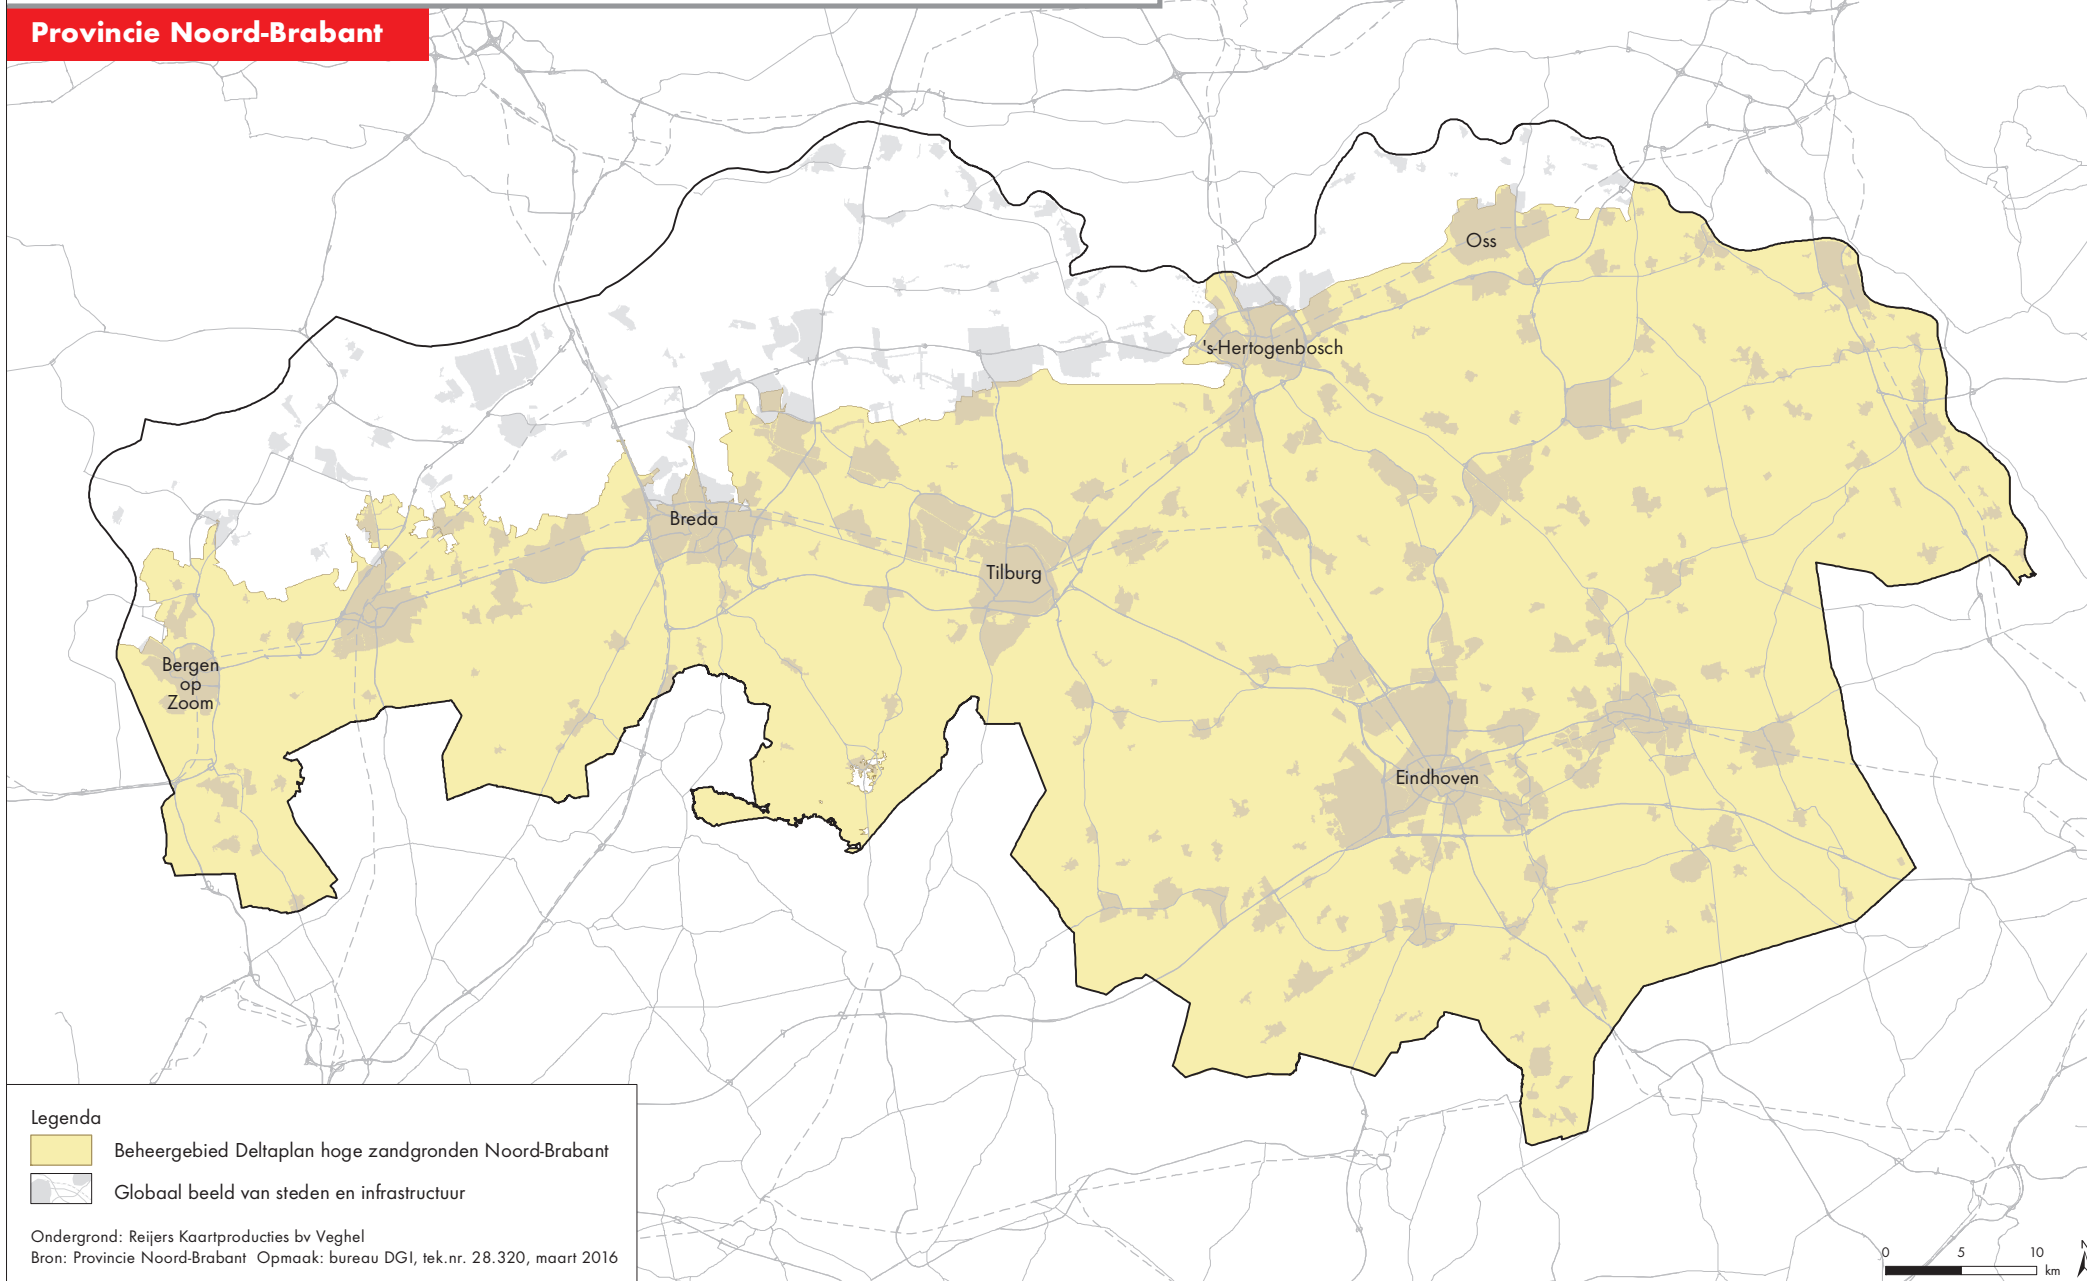 Provincie Noord-Brabant
Oss
's-Hertogenbosch
Breda
Tilburg
Bergen
op
Zoom
Eindhoven
Legenda
Beheergebied Deltaplan hoge zandgronden Noord-Brabant
Globaal beeld van steden en infrastructuur
Ondergrond: Reijers Kaartproducties bv Veghel
Bron: Provincie Noord-Brabant Opmaak: bureau DGI, tek.nr. 28.320, maart 2016
0 5 10
km
N